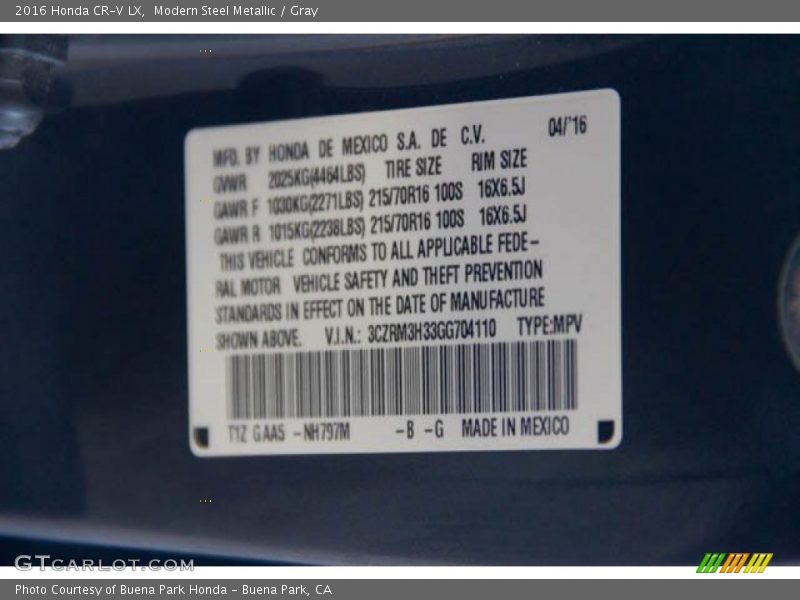 2016 Honda CR-V LX,  Modern Steel Metallic / Gray
MFD. BY HONDA DE MEXICO S.A. DE C.V. 04/'16
GVWR 2025KG(4464LBS) TIRE SIZE RIM SIZE
GAWR F 1030KG(2271LBS) 215/70R16 100S 16X6.5J
GAWR R 1015KG(2238LBS) 215/70R16 100S 16X6.5J
THIS VEHICLE CONFORMS TO ALL APPLICABLE FEDE-
RAL MOTOR VEHICLE SAFETY AND THEFT PREVENTION
STANDARDS IN EFFECT ON THE DATE OF MANUFACTURE
SHOWN ABOVE. V.I.N.: 3CZRM3H33GG704110 TYPE:MPV
T1Z GAA5 -NH797M -B -G MADE IN MEXICO
GTCARLOT.COM
Photo Courtesy of Buena Park Honda - Buena Park, CA